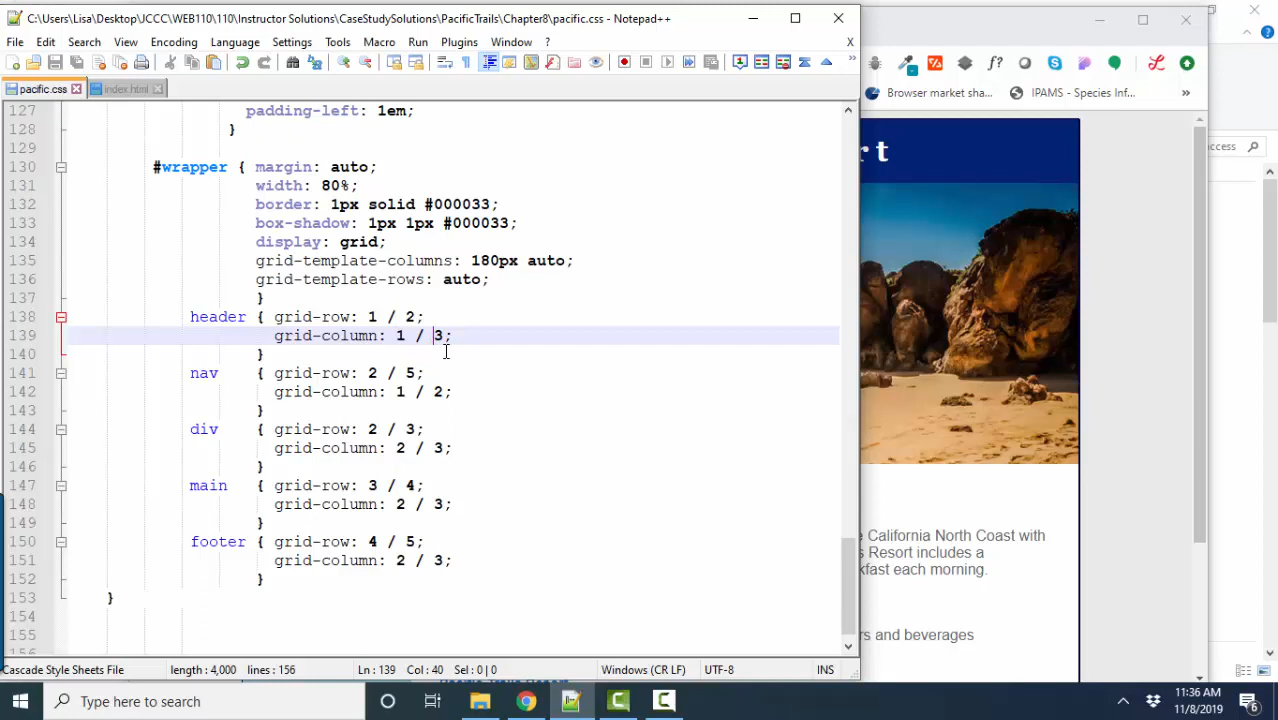 C:\Users\Lisa\Desktop\JCCC\WEB110\110\Instructor Solutions\CaseStudySolutions\PacificTrails\Chapter8\pacific.css - Notepad++
File Edit Search View Encoding Language Settings Tools Macro Run Plugins Window ? X
pacific.css index.html
127 padding-left: 1em;
128 }
129
130 #wrapper { margin: auto;
131 width: 80%;
132 border: 1px solid #000033;
133 box-shadow: 1px 1px #000033;
134 display: grid;
135 grid-template-columns: 180px auto;
136 grid-template-rows: auto;
137 }
138 header { grid-row: 1 / 2;
139 grid-column: 1 / 3;
140 }
141 nav { grid-row: 2 / 5;
142 grid-column: 1 / 2;
143 }
144 div { grid-row: 2 / 3;
145 grid-column: 2 / 3;
146 }
147 main { grid-row: 3 / 4;
148 grid-column: 2 / 3;
149 }
150 footer { grid-row: 4 / 5;
151 grid-column: 2 / 3;
152 }
153 }
154
155
Cascade Style Sheets File length : 4,000 lines : 156 Ln : 139 Col : 40 Sel : 0 | 0 Windows (CR LF) UTF-8 INS
f?
Browser market sha... IPAMS - Species Inf... »
ccess
rt
California North Coast with
s Resort includes a
kfast each morning.
rs and beverages
Type here to search
11:36 AM
11/8/2019
6